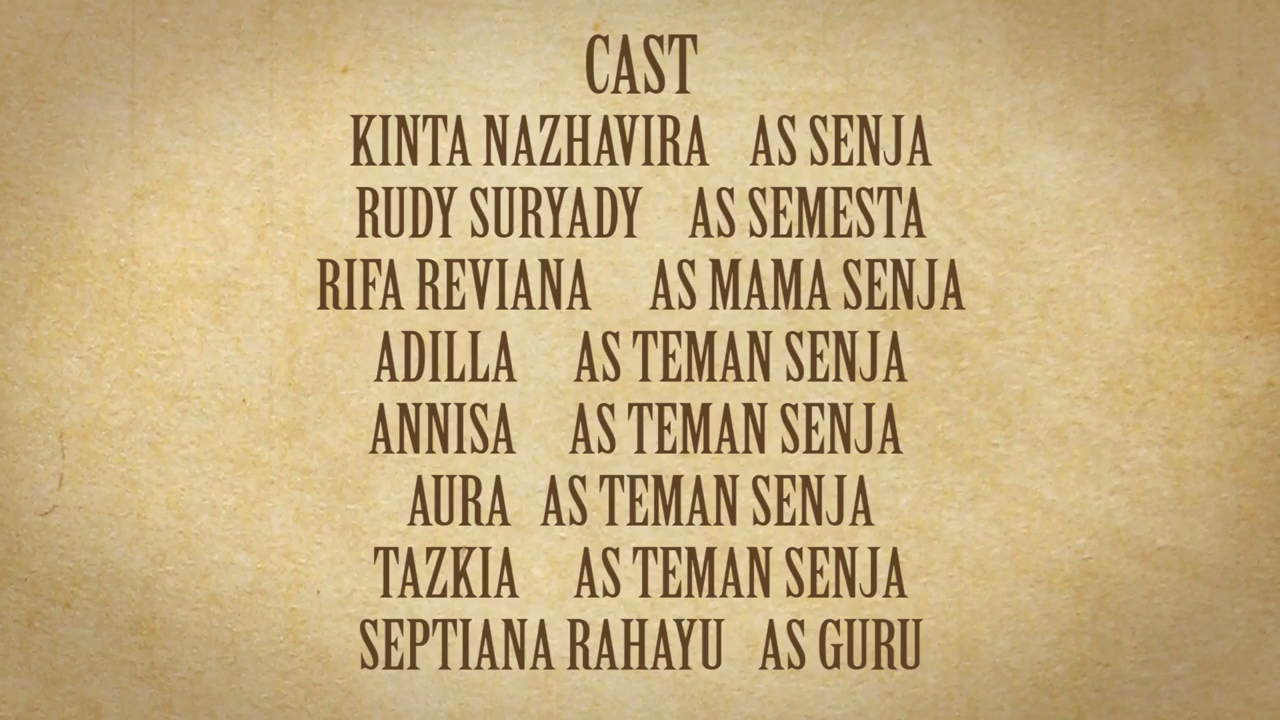 CAST
KINTA NAZHAVIRA AS SENJA
RUDY SURYADY AS SEMESTA
RIFA REVIANA AS MAMA SENJA
ADILLA AS TEMAN SENJA
ANNISA AS TEMAN SENJA
AURA AS TEMAN SENJA
TAZKIA AS TEMAN SENJA
SEPTIANA RAHAYU AS GURU